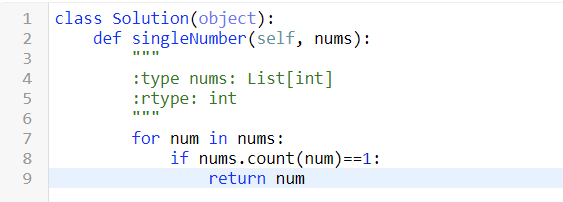 1 class Solution(object):
2     def singleNumber(self, nums):
3         """
4         :type nums: List[int]
5         :rtype: int
6         """
7         for num in nums:
8             if nums.count(num)==1:
9                 return num